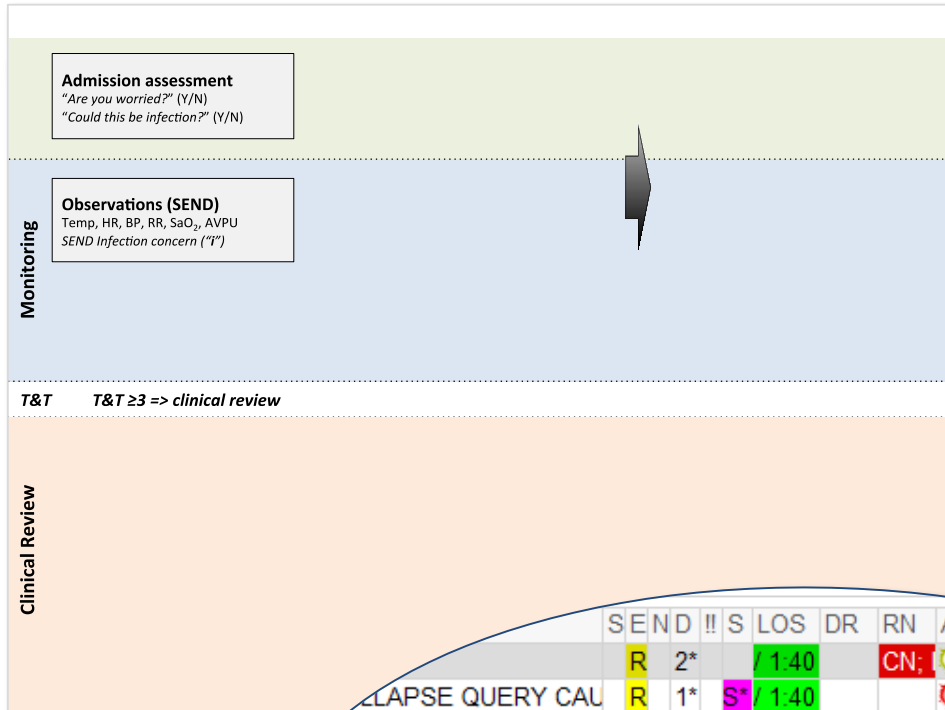 Admission assessment
“Are you worried?” (Y/N)
“Could this be infection?” (Y/N)
Monitoring
Observations (SEND)
Temp, HR, BP, RR, SaO₂, AVPU
SEND Infection concern (“i”)
T&T T&T ≥3 => clinical review
Clinical Review
S E N D !! S LOS DR RN
R 2* / 1:40 CN;
LAPSE QUERY CAU R 1* S* / 1:40